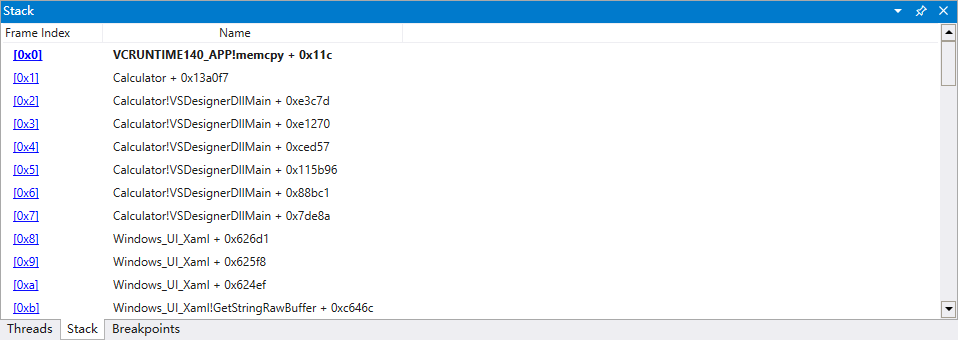 Stack
Frame Index Name
[0x0] VCRUNTIME140_APP!memcpy + 0x11c
[0x1] Calculator + 0x13a0f7
[0x2] Calculator!VSDesignerDllMain + 0xe3c7d
[0x3] Calculator!VSDesignerDllMain + 0xe1270
[0x4] Calculator!VSDesignerDllMain + 0xced57
[0x5] Calculator!VSDesignerDllMain + 0x115b96
[0x6] Calculator!VSDesignerDllMain + 0x88bc1
[0x7] Calculator!VSDesignerDllMain + 0x7de8a
[0x8] Windows_UI_Xaml + 0x626d1
[0x9] Windows_UI_Xaml + 0x625f8
[0xa] Windows_UI_Xaml + 0x624ef
[0xb] Windows_UI_Xaml!GetStringRawBuffer + 0xc646c
Threads Stack Breakpoints